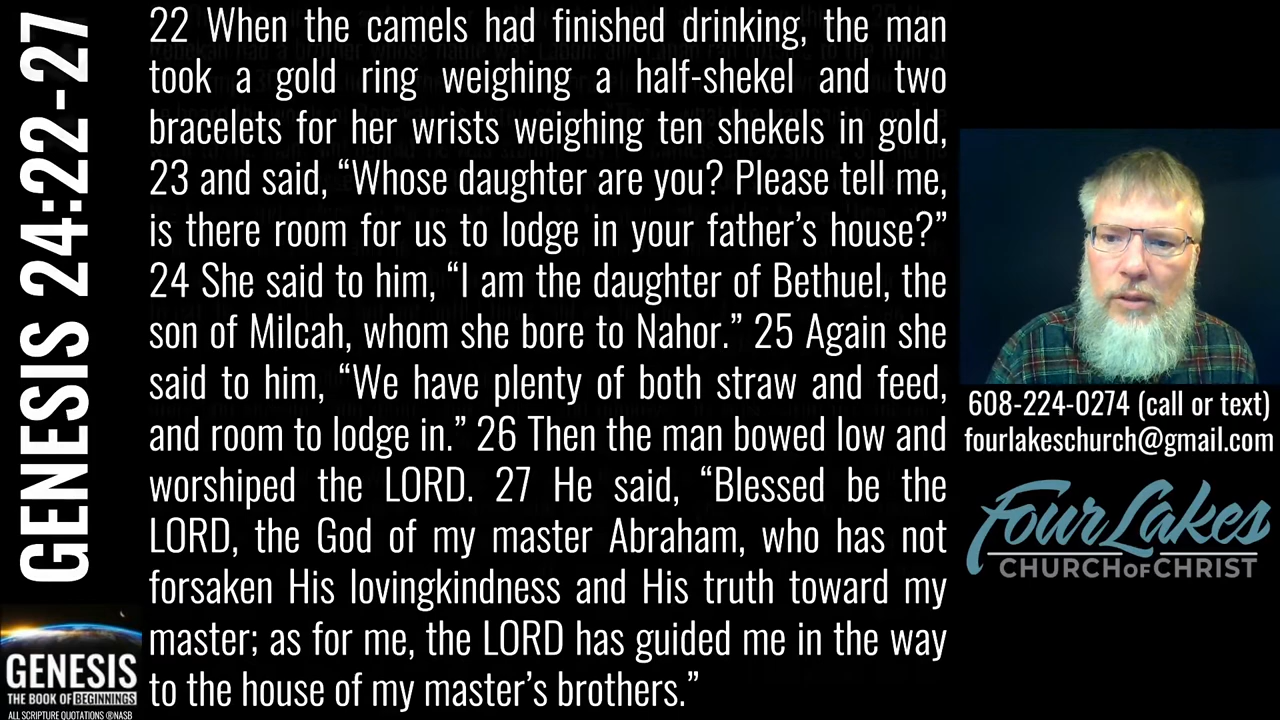 GENESIS 24:22-27
22 When the camels had finished drinking, the man
took a gold ring weighing a half-shekel and two
bracelets for her wrists weighing ten shekels in gold,
23 and said, “Whose daughter are you? Please tell me,
is there room for us to lodge in your father’s house?”
24 She said to him, “I am the daughter of Bethuel, the
son of Milcah, whom she bore to Nahor.” 25 Again she
said to him, “We have plenty of both straw and feed,
and room to lodge in.” 26 Then the man bowed low and
worshiped the LORD. 27 He said, “Blessed be the
LORD, the God of my master Abraham, who has not
forsaken His lovingkindness and His truth toward my
master; as for me, the LORD has guided me in the way
to the house of my master’s brothers.”
GENESIS
THE BOOK OF BEGINNINGS
ALL SCRIPTURE QUOTATIONS ®NASB
608-224-0274 (call or text)
fourlakeschurch@gmail.com
Four Lakes
CHURCH OF CHRIST